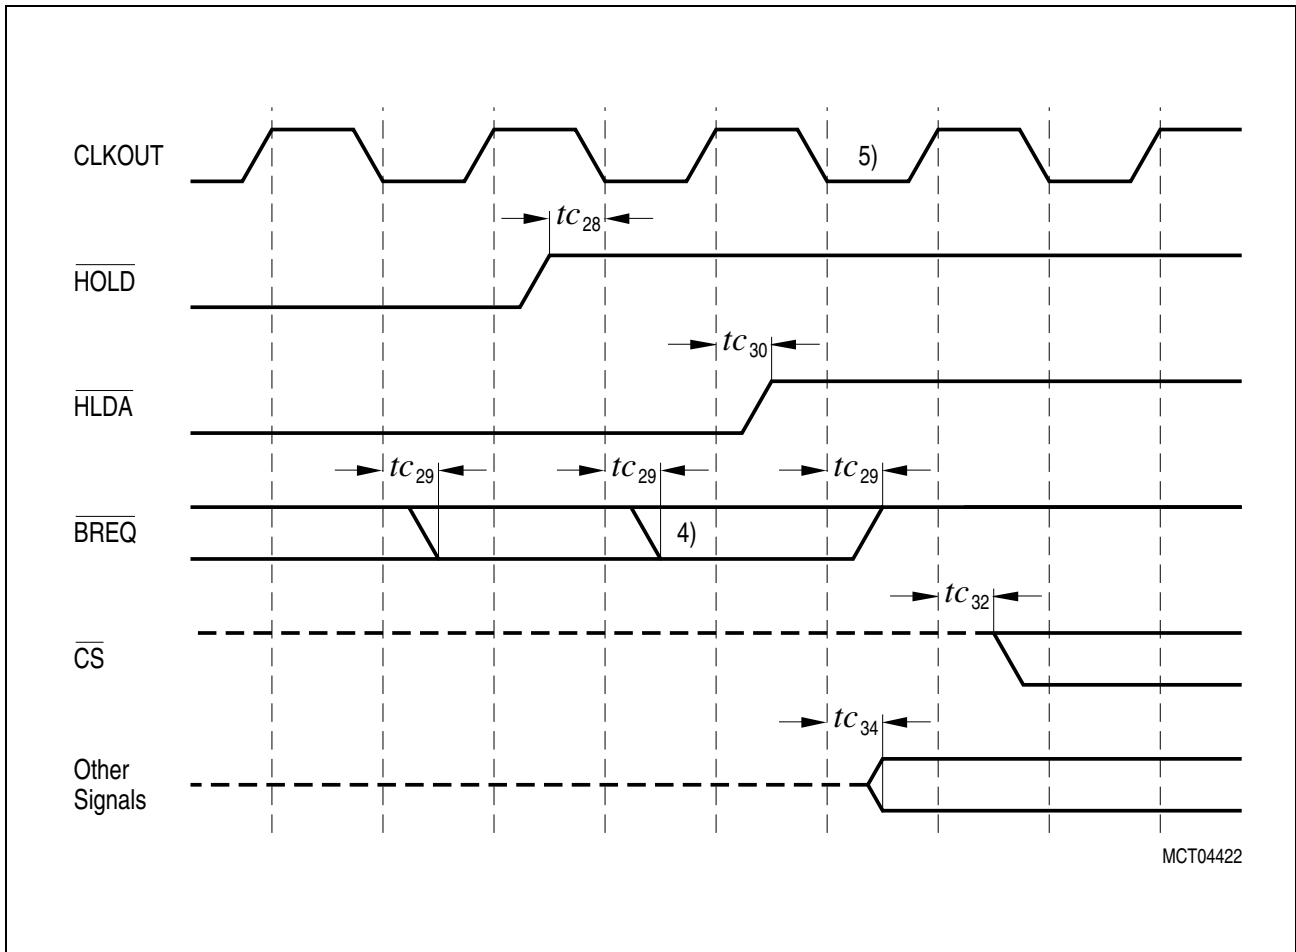 CLKOUT
5)
tc28
HOLD
tc30
HLDA
tc29 tc29 tc29
BREQ
4)
tc32
CS
tc34
Other
Signals
MCT04422